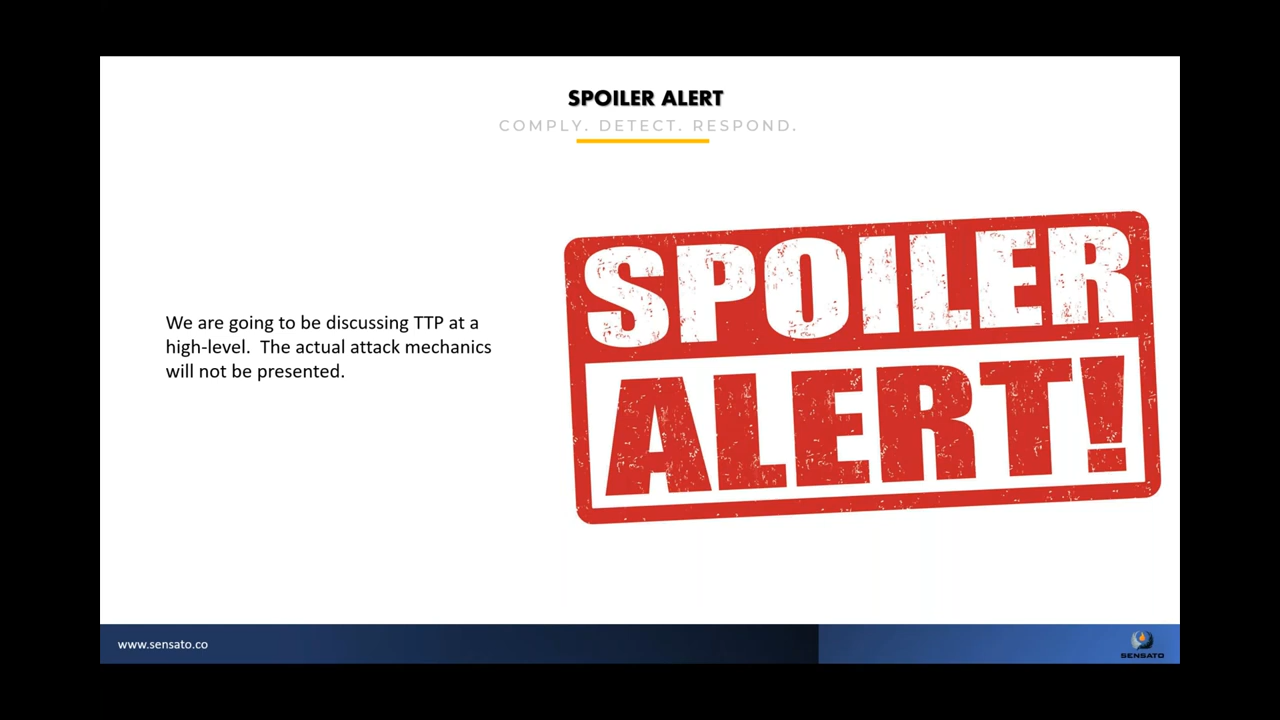 SPOILER ALERT
COMPLY. DETECT. RESPOND.
We are going to be discussing TTP at a
high-level.  The actual attack mechanics
will not be presented.
SPOILER
ALERT!
www.sensato.co
SENSATO